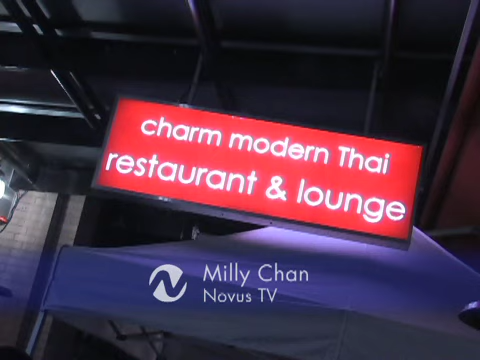 charm modern Thai
restaurant & lounge
Milly Chan
Novus TV